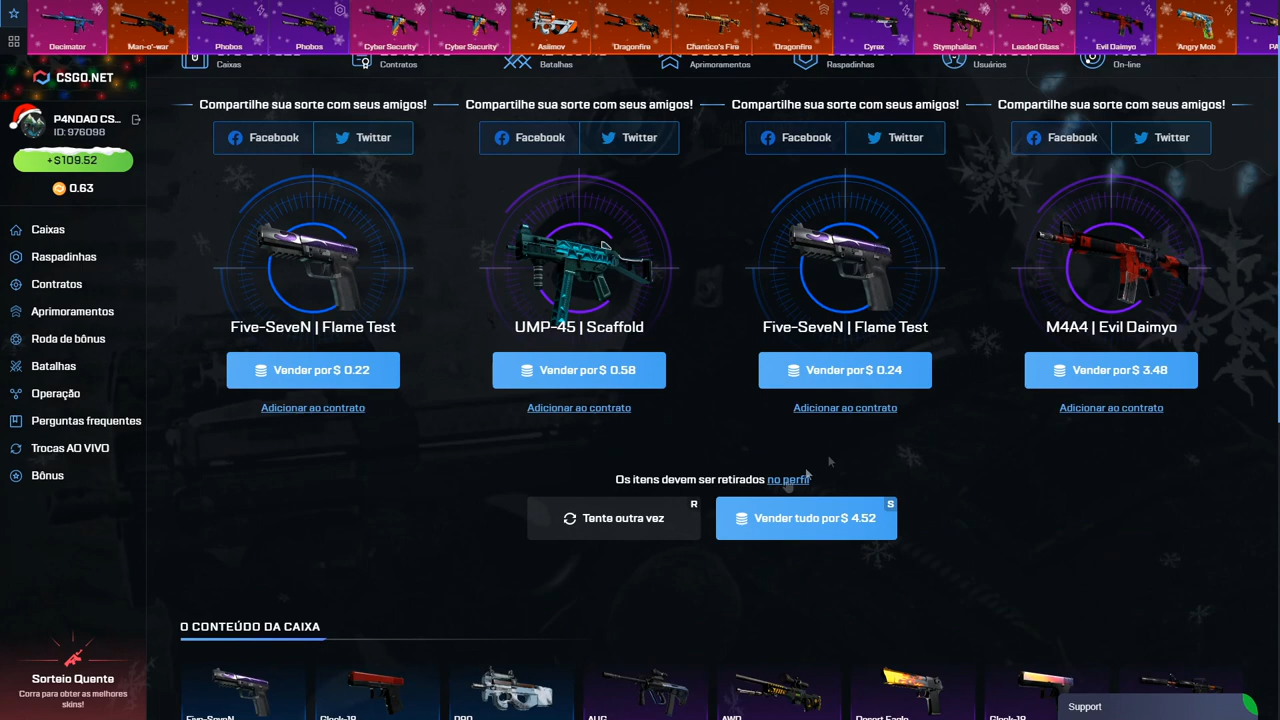 Decimator
Man-o'-war
Phobos
Phobos
Cyber Security
Cyber Security
Asiimov
'Dragonfire
Chantico's Fire
'Dragonfire
Cyrex
Stymphalian
Leaded Glass
Evil Daimyo
'Angry Mob
CSGO.NET
Caixas
Contratos
Batalhas
Aprimoramentos
Raspadinhas
Usuários
On-line
P4NDAO CS...
ID: 976098
+$109.52
0.63
Compartilhe sua sorte com seus amigos!
Compartilhe sua sorte com seus amigos!
Compartilhe sua sorte com seus amigos!
Compartilhe sua sorte com seus amigos!
Facebook Twitter
Facebook Twitter
Facebook Twitter
Facebook Twitter
Caixas
Raspadinhas
Contratos
Aprimoramentos
Roda de bônus
Batalhas
Operação
Perguntas frequentes
Trocas AO VIVO
Bônus
Five-SeveN | Flame Test
UMP-45 | Scaffold
Five-SeveN | Flame Test
M4A4 | Evil Daimyo
Vender por $ 0.22
Vender por $ 0.58
Vender por $ 0.24
Vender por $ 3.48
Adicionar ao contrato
Adicionar ao contrato
Adicionar ao contrato
Adicionar ao contrato
Os itens devem ser retirados no perfil
Tente outra vez R
Vender tudo por $ 4.52 S
O CONTEÚDO DA CAIXA
Sorteio Quente
Corra para obter as melhores
skins!
Five-SeveN
Glock-18
P90
AUG
AWP
Desert Eagle
Glock-18
Support